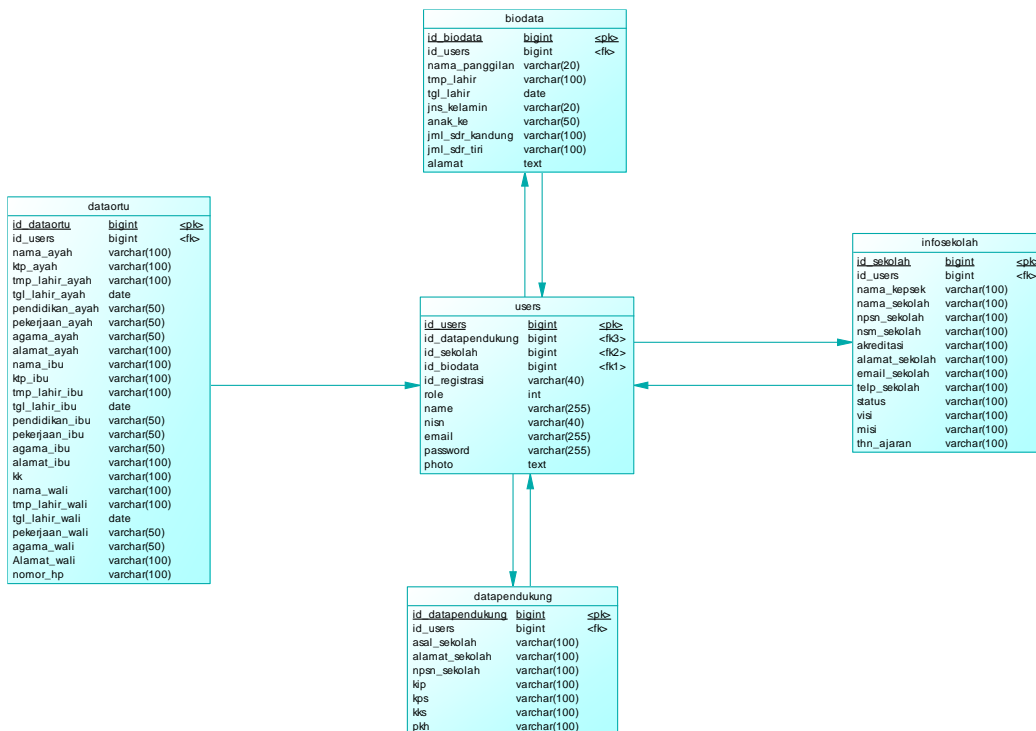 biodata
id_biodata bigint <pk>
id_users bigint <fk>
nama_panggilan varchar(20)
tmp_lahir varchar(100)
tgl_lahir date
jns_kelamin varchar(20)
anak_ke varchar(50)
jml_sdr_kandung varchar(100)
jml_sdr_tiri varchar(100)
alamat text
dataortu
id_dataortu bigint <pk>
id_users bigint <fk>
nama_ayah varchar(100)
ktp_ayah varchar(100)
tmp_lahir_ayah varchar(100)
tgl_lahir_ayah date
pendidikan_ayah varchar(50)
pekerjaan_ayah varchar(50)
agama_ayah varchar(50)
alamat_ayah varchar(100)
nama_ibu varchar(100)
ktp_ibu varchar(100)
tmp_lahir_ibu varchar(100)
tgl_lahir_ibu date
pendidikan_ibu varchar(50)
pekerjaan_ibu varchar(50)
agama_ibu varchar(50)
alamat_ibu varchar(100)
kk varchar(100)
nama_wali varchar(100)
tmp_lahir_wali varchar(100)
tgl_lahir_wali date
pekerjaan_wali varchar(50)
agama_wali varchar(50)
Alamat_wali varchar(100)
nomor_hp varchar(100)
users
id_users bigint <pk>
id_datapendukung bigint <fk3>
id_sekolah bigint <fk2>
id_biodata bigint <fk1>
id_registrasi varchar(40)
role int
name varchar(255)
nisn varchar(40)
email varchar(255)
password varchar(255)
photo text
infosekolah
id_sekolah bigint <pk>
id_users bigint <fk>
nama_kepsek varchar(100)
nama_sekolah varchar(100)
npsn_sekolah varchar(100)
nsm_sekolah varchar(100)
akreditasi varchar(100)
alamat_sekolah varchar(100)
email_sekolah varchar(100)
telp_sekolah varchar(100)
status varchar(100)
visi varchar(100)
misi varchar(100)
thn_ajaran varchar(100)
datapendukung
id_datapendukung bigint <pk>
id_users bigint <fk>
asal_sekolah varchar(100)
alamat_sekolah varchar(100)
npsn_sekolah varchar(100)
kip varchar(100)
kps varchar(100)
kks varchar(100)
pkh varchar(100)